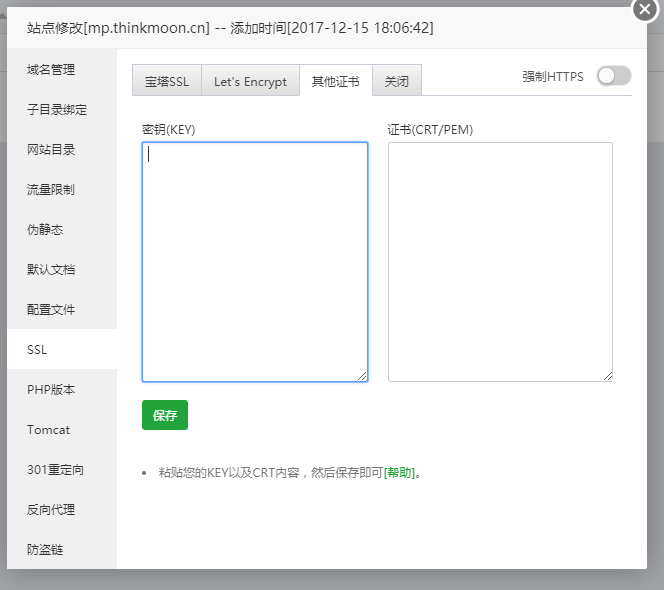 站点修改[mp.thinkmoon.cn] -- 添加时间[2017-12-15 18:06:42]
域名管理
子目录绑定
网站目录
流量限制
伪静态
默认文档
配置文件
SSL
PHP版本
Tomcat
301重定向
反向代理
防盗链
宝塔SSL
Let's Encrypt
其他证书
关闭
强制HTTPS
密钥(KEY)
证书(CRT/PEM)
保存
粘贴您的KEY以及CRT内容，然后保存即可[帮助]。